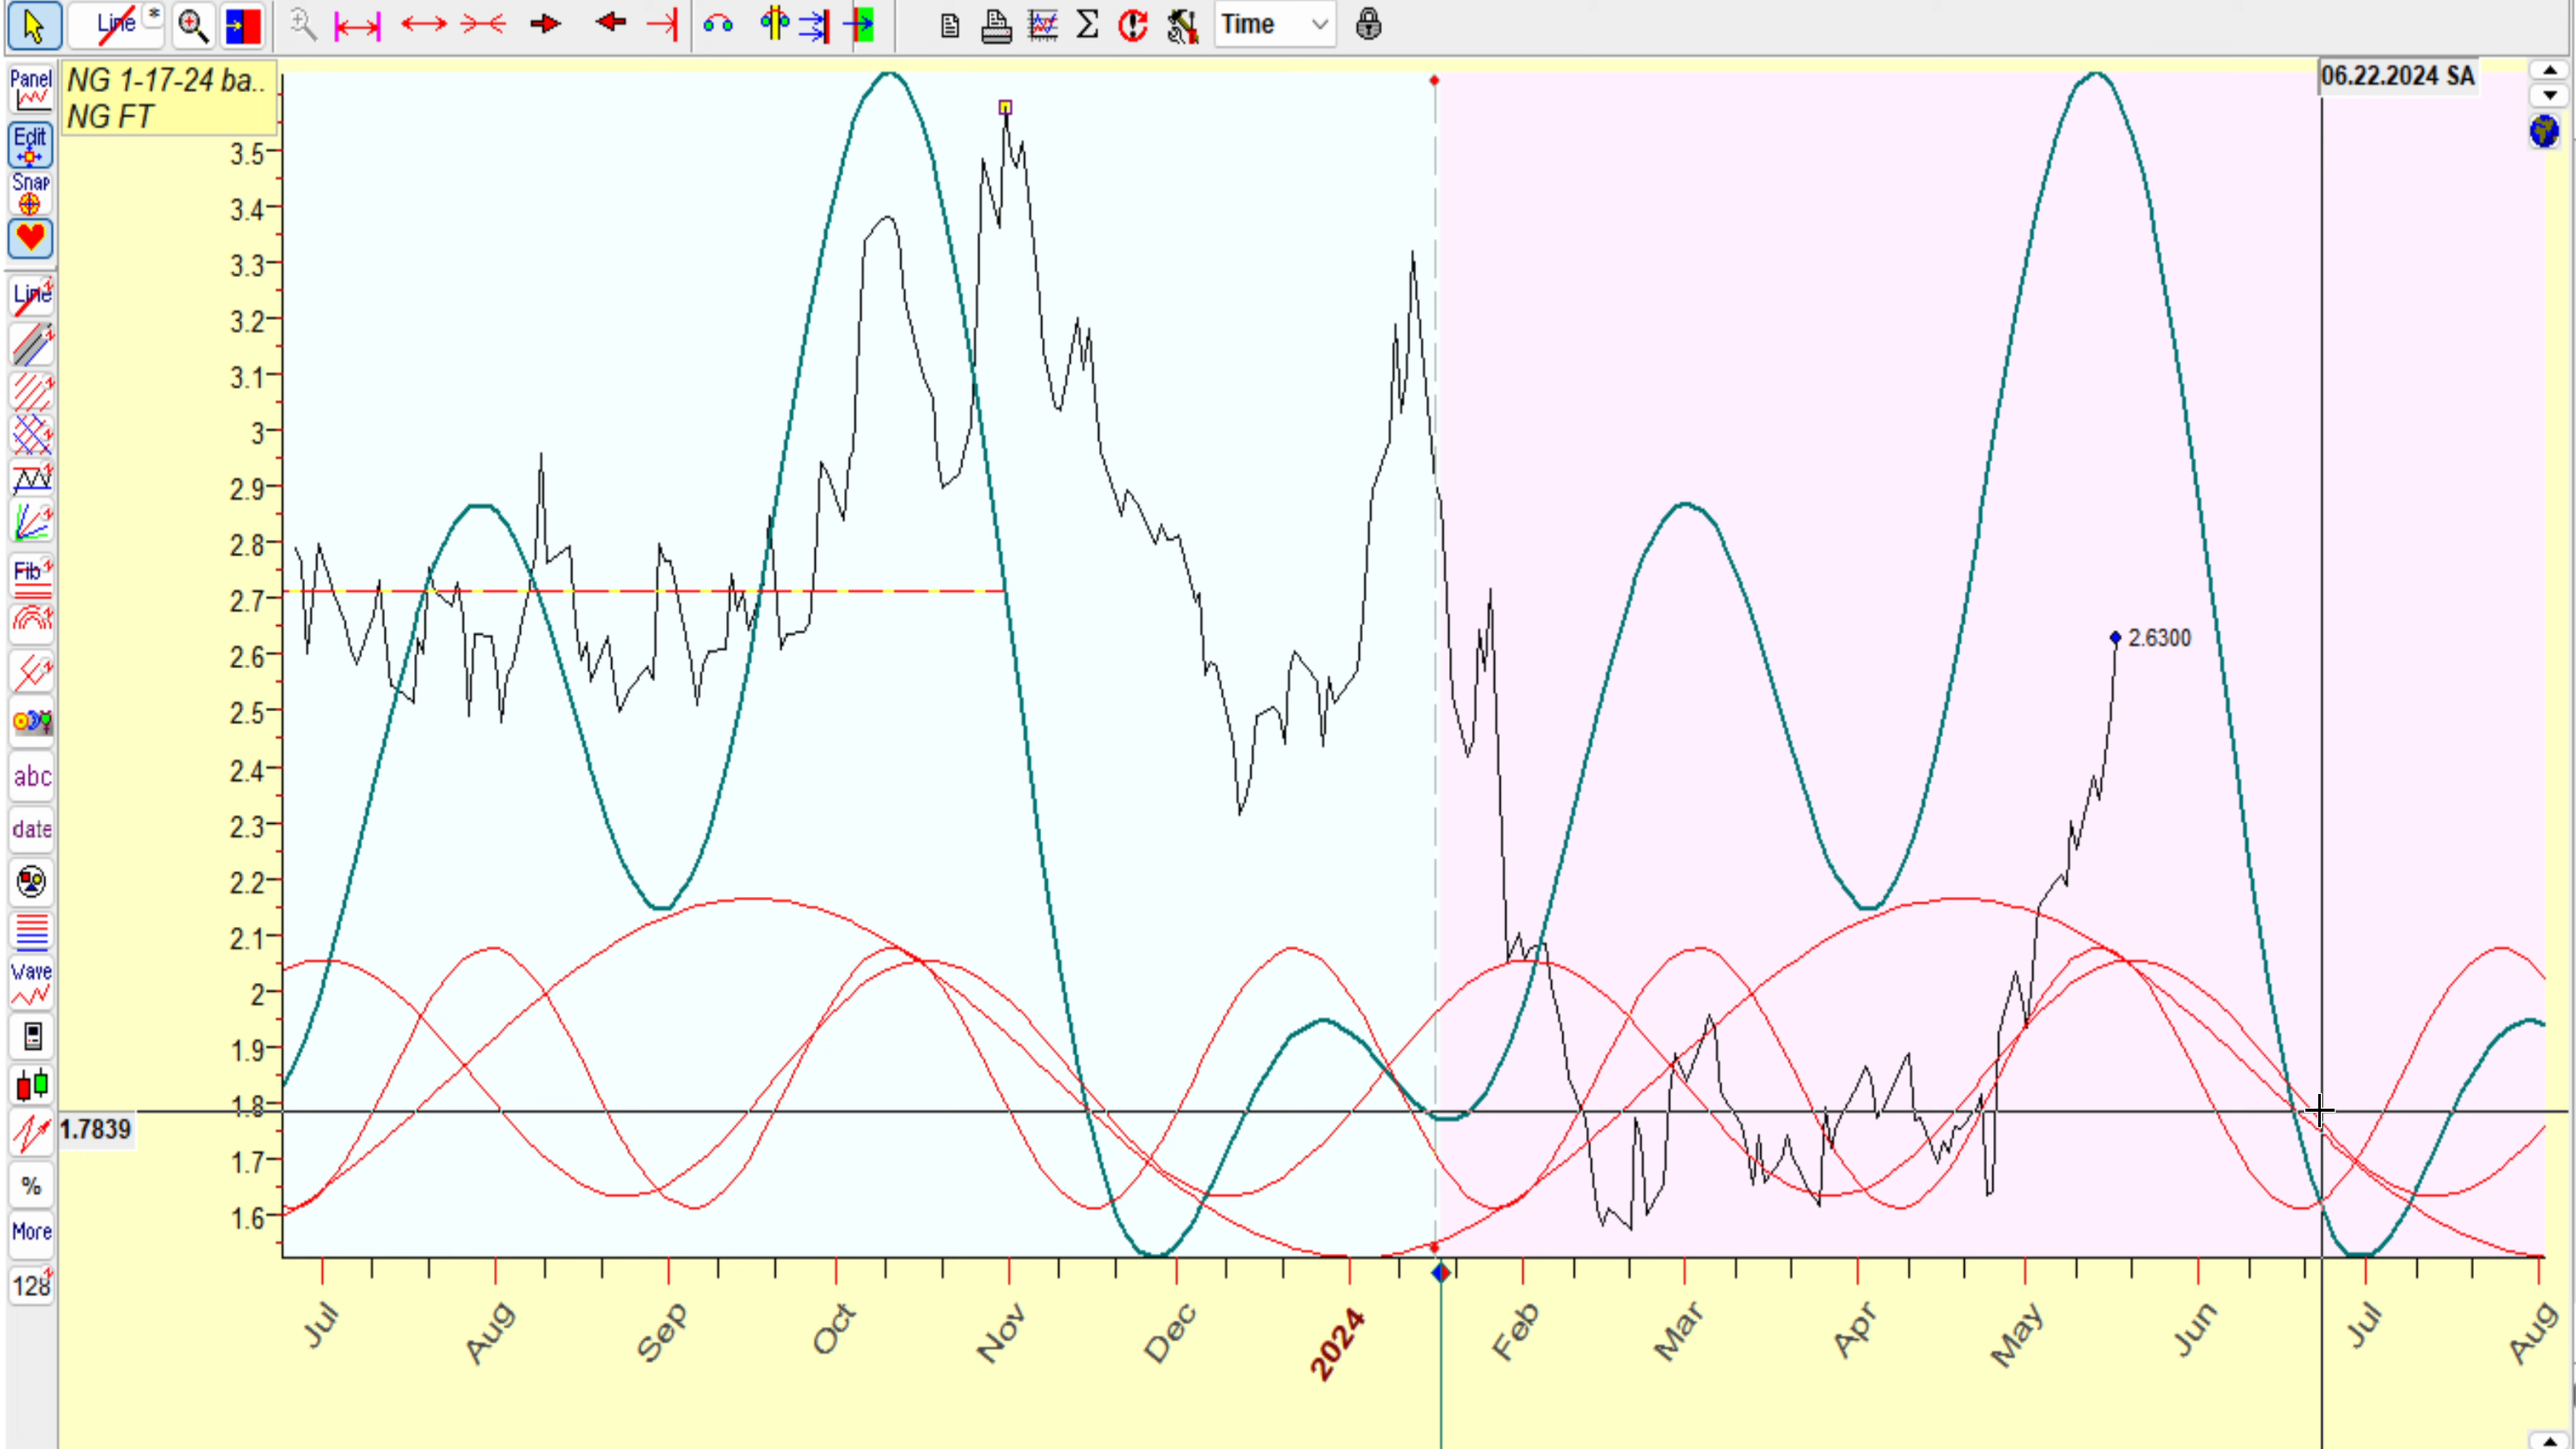 Line *
Time
Panel
NG 1-17-24 ba..
NG FT
06.22.2024 SA
Edit
Snap
Line
Fib
abc
date
Wave
%
More
128
3.5
3.4
3.3
3.2
3.1
3
2.9
2.8
2.7
2.6
2.5
2.4
2.3
2.2
2.1
2
1.9
1.8
1.7
1.6
2.6300
1.7839
Jul
Aug
Sep
Oct
Nov
Dec
2024
Feb
Mar
Apr
May
Jun
Jul
Aug